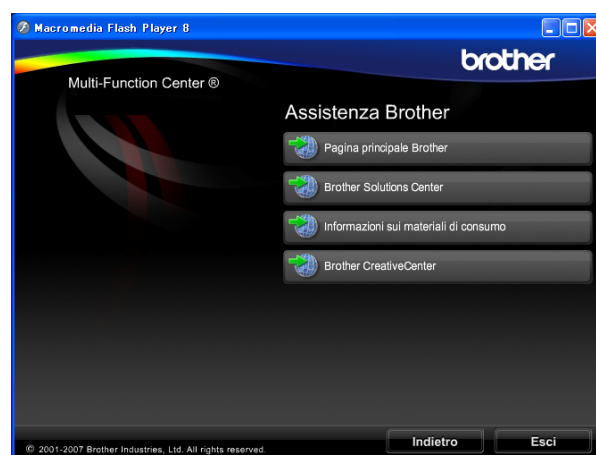 Macromedia Flash Player 8
brother
Multi-Function Center ®
Assistenza Brother
Pagina principale Brother
Brother Solutions Center
Informazioni sui materiali di consumo
Brother CreativeCenter
Indietro
Esci
© 2001-2007 Brother Industries, Ltd. All rights reserved.